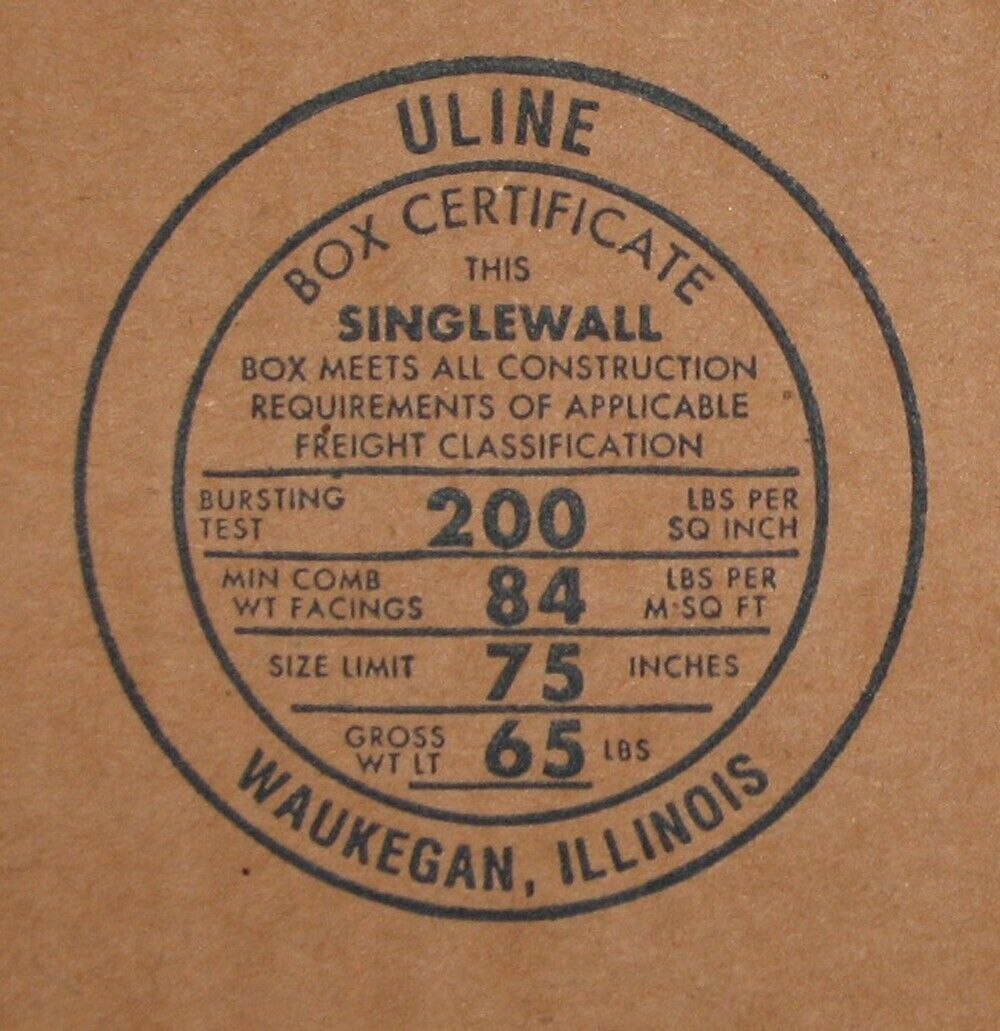 ULINE
BOX CERTIFICATE
THIS
SINGLEWALL
BOX MEETS ALL CONSTRUCTION
REQUIREMENTS OF APPLICABLE
FREIGHT CLASSIFICATION
BURSTING TEST 200 LBS PER SQ INCH
MIN COMB WT FACINGS 84 LBS PER M·SQ FT
SIZE LIMIT 75 INCHES
GROSS WT LT 65 LBS
WAUKEGAN, ILLINOIS